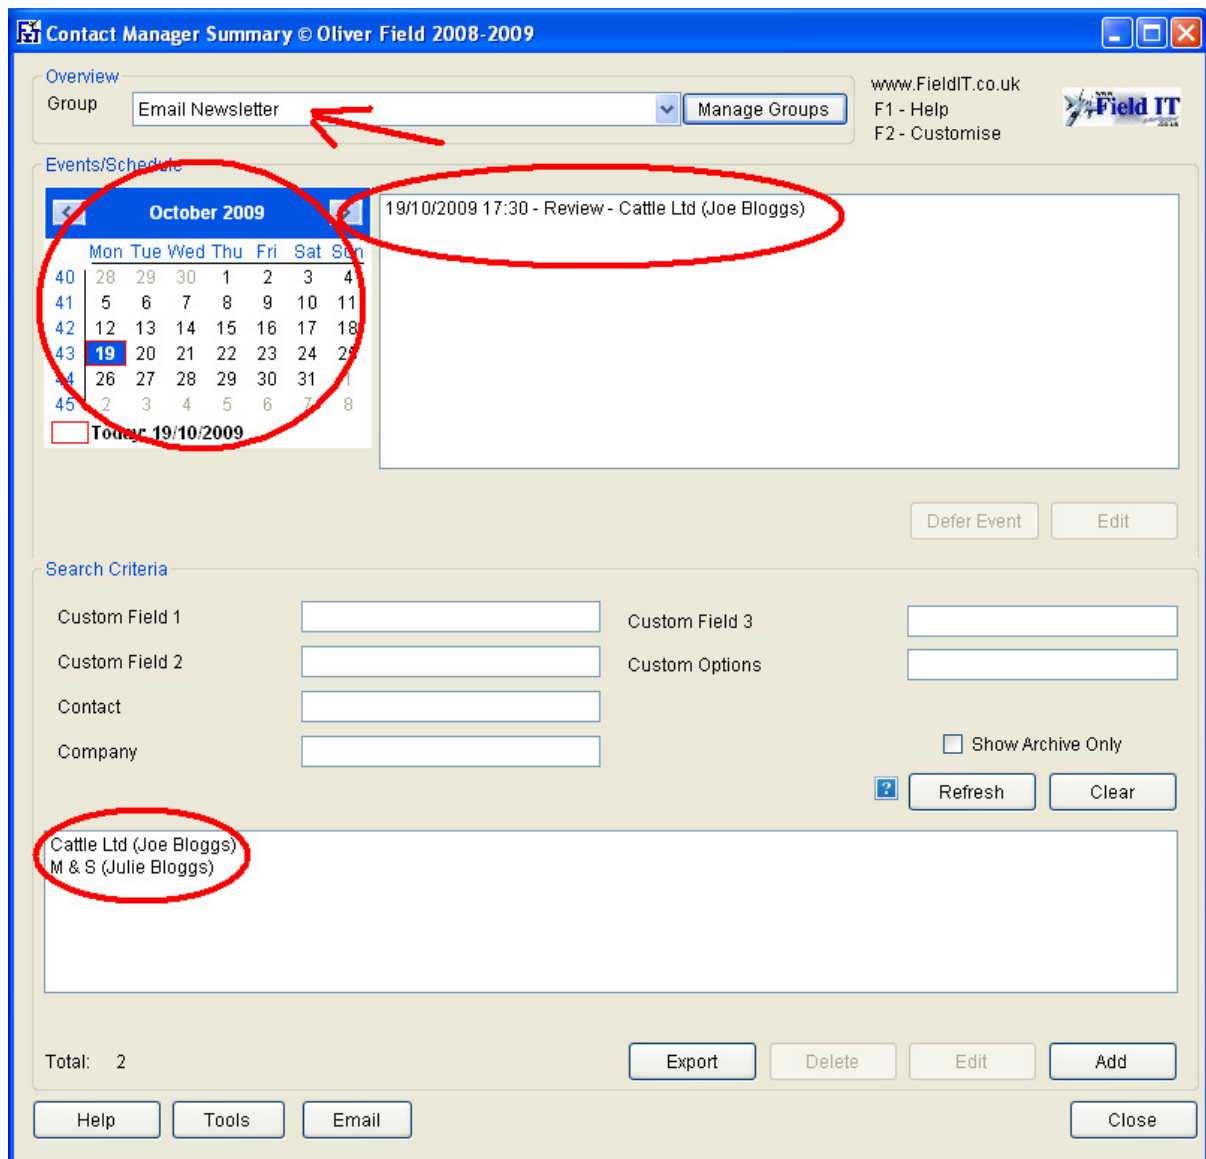 Contact Manager Summary © Oliver Field 2008-2009
Overview
Group
Email Newsletter
Manage Groups
www.FieldIT.co.uk
F1 - Help
F2 - Customise
Field IT
Events/Schedule
October 2009
Mon Tue Wed Thu Fri Sat Sun
40 28 29 30 1 2 3 4
41 5 6 7 8 9 10 11
42 12 13 14 15 16 17 18
43 19 20 21 22 23 24 25
44 26 27 28 29 30 31 1
45 2 3 4 5 6 7 8
Today: 19/10/2009
19/10/2009 17:30 - Review - Cattle Ltd (Joe Bloggs)
Defer Event
Edit
Search Criteria
Custom Field 1
Custom Field 2
Contact
Company
Custom Field 3
Custom Options
Show Archive Only
?
Refresh
Clear
Cattle Ltd (Joe Bloggs)
M & S (Julie Bloggs)
Total: 2
Export
Delete
Edit
Add
Help
Tools
Email
Close